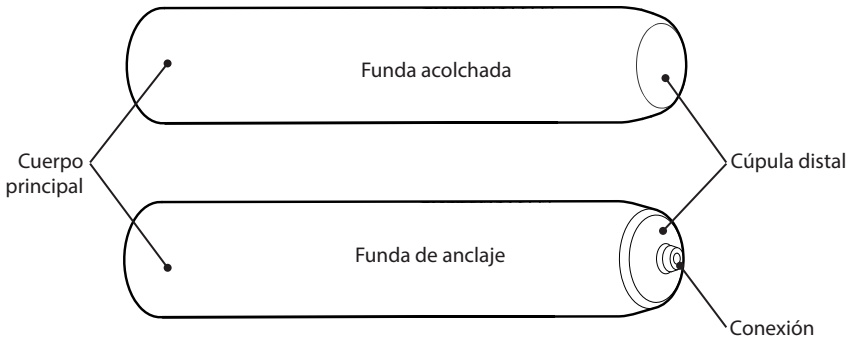 Funda acolchada
Cuerpo
principal
Cúpula distal
Funda de anclaje
Conexión